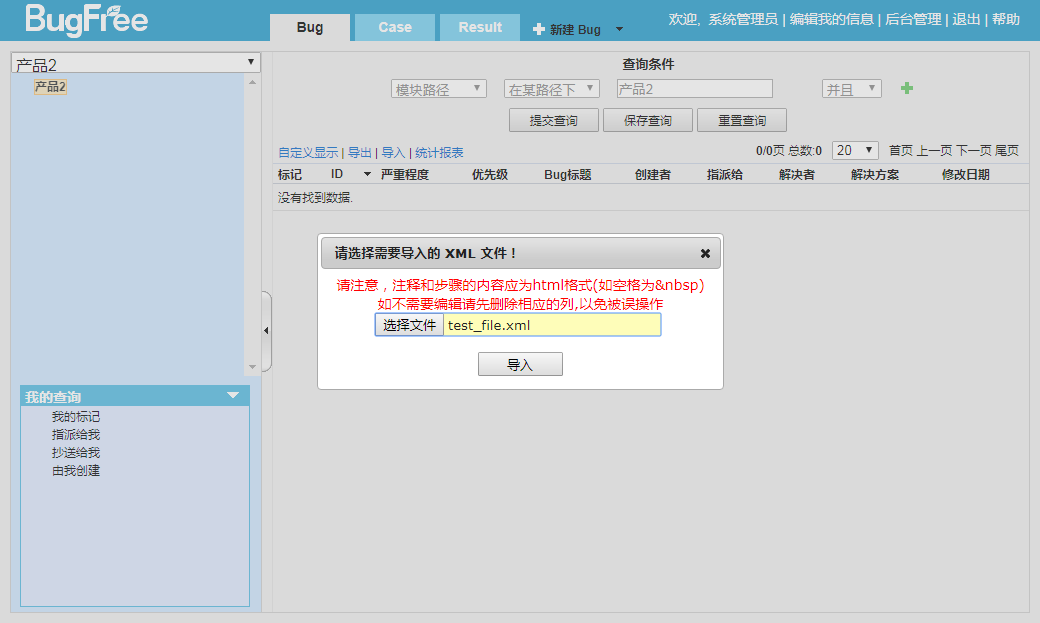 BugFree
Bug
Case
Result
新建 Bug
欢迎, 系统管理员 | 编辑我的信息 | 后台管理 | 退出 | 帮助
产品2
产品2
查询条件
模块路径
在某路径下
产品2
并且
提交查询
保存查询
重置查询
自定义显示 | 导出 | 导入 | 统计报表
0/0页 总数:0
20
首页 上一页 下一页 尾页
标记 ID 严重程度 优先级 Bug标题 创建者 指派给 解决者 解决方案 修改日期
没有找到数据.
请选择需要导入的 XML 文件！
请注意，注释和步骤的内容应为html格式(如空格为&nbsp)
如不需要编辑请先删除相应的列,以免被误操作
选择文件 test_file.xml
导入
我的查询
我的标记
指派给我
抄送给我
由我创建